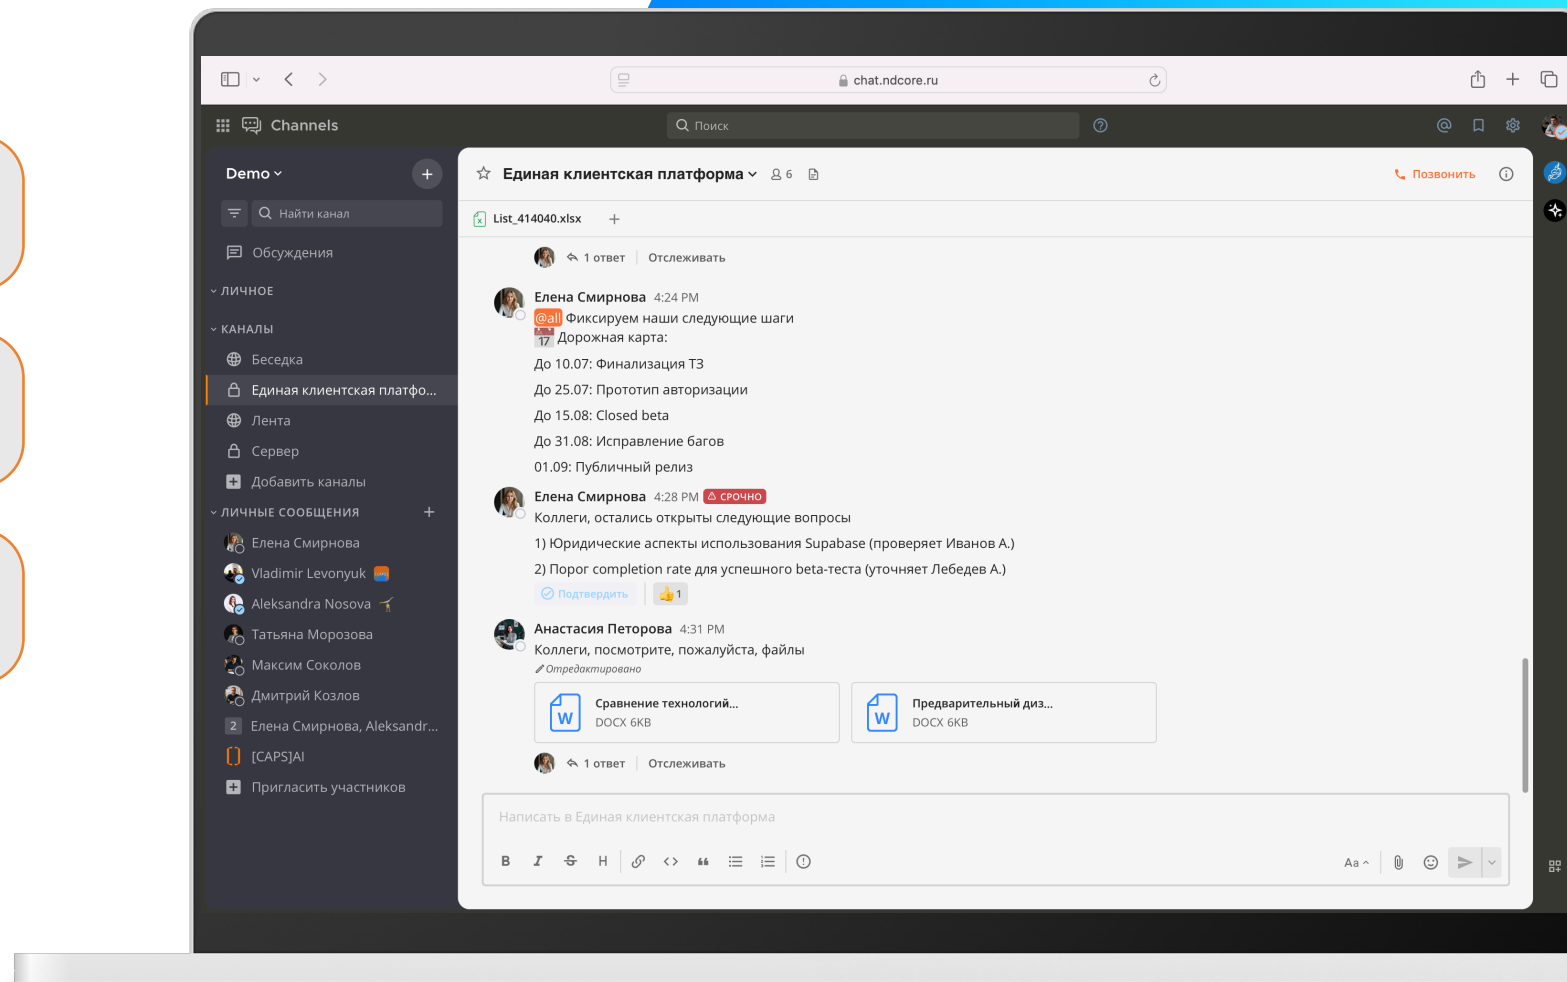 chat.ndcore.ru
Channels
Поиск
Demo
Единая клиентская платформа
6
Позвонить
Найти канал
List_414040.xlsx
Обсуждения
ЛИЧНОЕ
КАНАЛЫ
Беседка
Единая клиентская платфо...
Лента
Сервер
Добавить каналы
ЛИЧНЫЕ СООБЩЕНИЯ
Елена Смирнова
Vladimir Levonyuk
Aleksandra Nosova
Татьяна Морозова
Максим Соколов
Дмитрий Козлов
2 Елена Смирнова, Aleksandr...
[CAPS]AI
Пригласить участников
1 ответ Отслеживать
Елена Смирнова 4:24 PM
@all Фиксируем наши следующие шаги
17 Дорожная карта:
До 10.07: Финализация ТЗ
До 25.07: Прототип авторизации
До 15.08: Closed beta
До 31.08: Исправление багов
01.09: Публичный релиз
Елена Смирнова 4:28 PM СРОЧНО
Коллеги, остались открыты следующие вопросы
1) Юридические аспекты использования Supabase (проверяет Иванов А.)
2) Порог completion rate для успешного beta-теста (уточняет Лебедев А.)
Подтвердить 1
Анастасия Петорова 4:31 PM
Коллеги, посмотрите, пожалуйста, файлы
Отредактировано
Сравнение технологий...
DOCX 6KB
Предварительный диз...
DOCX 6KB
1 ответ Отслеживать
Написать в Единая клиентская платформа
B I S H
Aa